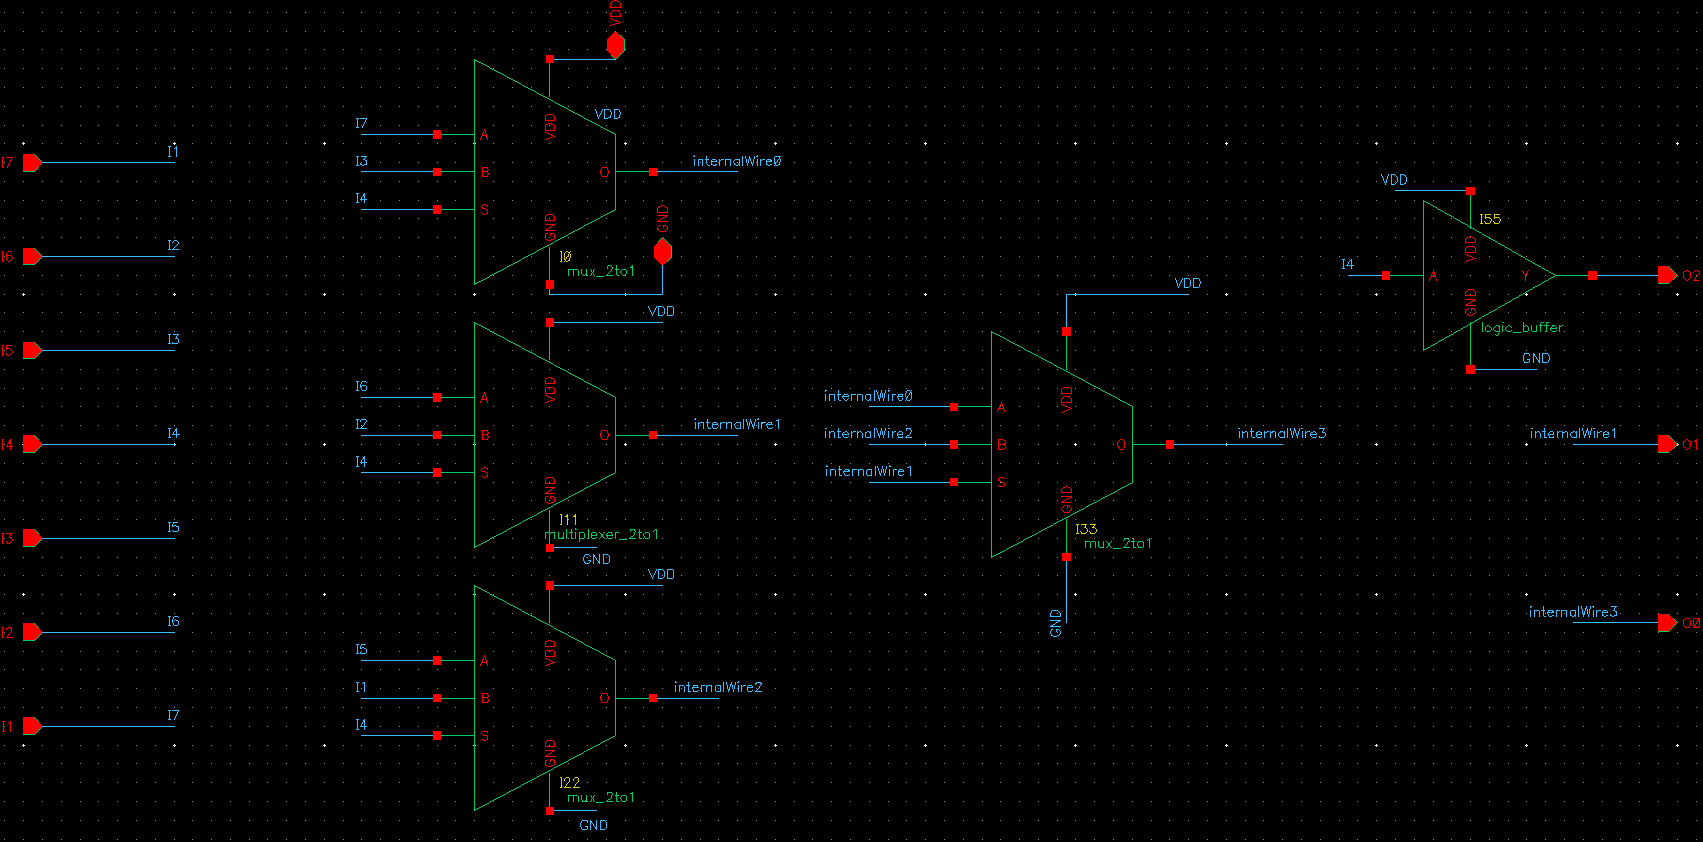 VDD
VDD
VDD
I7
A
I3
B
I4
S
O
internalWire0
GND
GND
I0
mux_2to1
I7
I1
I6
I2
I5
I3
I4
I4
I3
I5
I2
I6
I1
I7
VDD
VDD
I6
A
I2
B
I4
S
O
internalWire1
GND
I11
multiplexer_2to1
GND
VDD
VDD
I5
A
I1
B
I4
S
O
internalWire2
GND
I22
mux_2to1
GND
VDD
VDD
internalWire0
A
internalWire2
B
internalWire1
S
O
internalWire3
GND
I33
mux_2to1
GND
VDD
I55
VDD
I4
A
Y
O2
GND
logic_buffer
GND
internalWire1
O1
internalWire3
O0